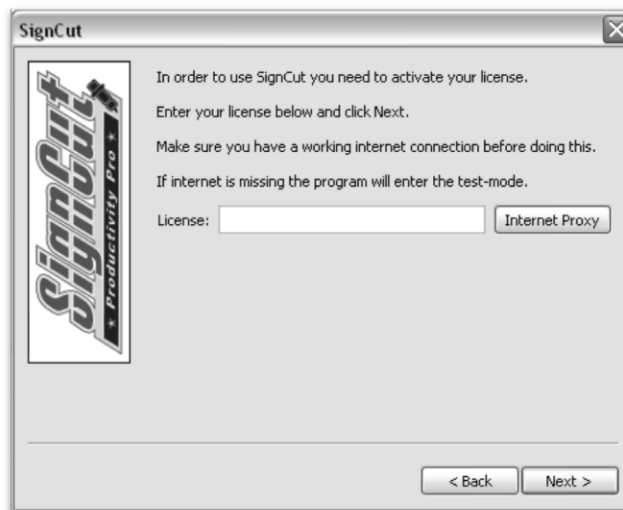 SignCut
In order to use SignCut you need to activate your license.
Enter your license below and click Next.
Make sure you have a working internet connection before doing this.
If internet is missing the program will enter the test-mode.
License:
Internet Proxy
SignCut
* Productivity Pro *
< Back
Next >